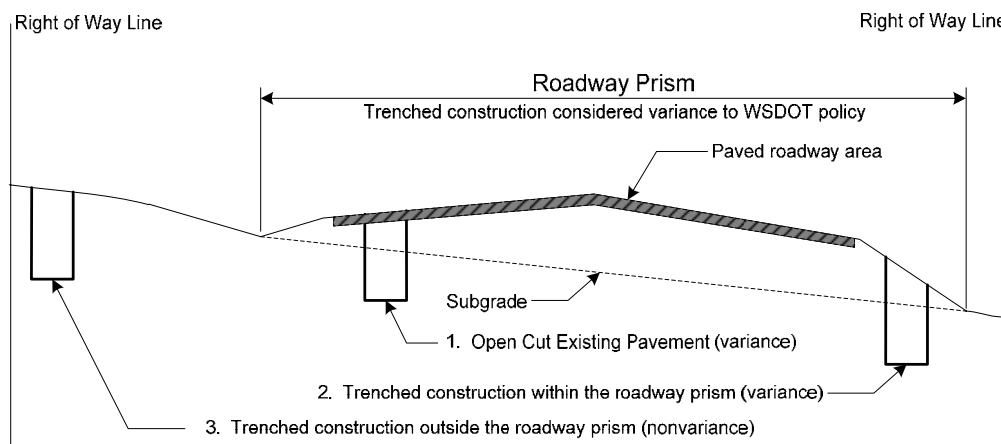 Right of Way Line
Right of Way Line
Roadway Prism
Trenched construction considered variance to WSDOT policy
Paved roadway area
Subgrade
1. Open Cut Existing Pavement (variance)
2. Trenched construction within the roadway prism (variance)
3. Trenched construction outside the roadway prism (nonvariance)